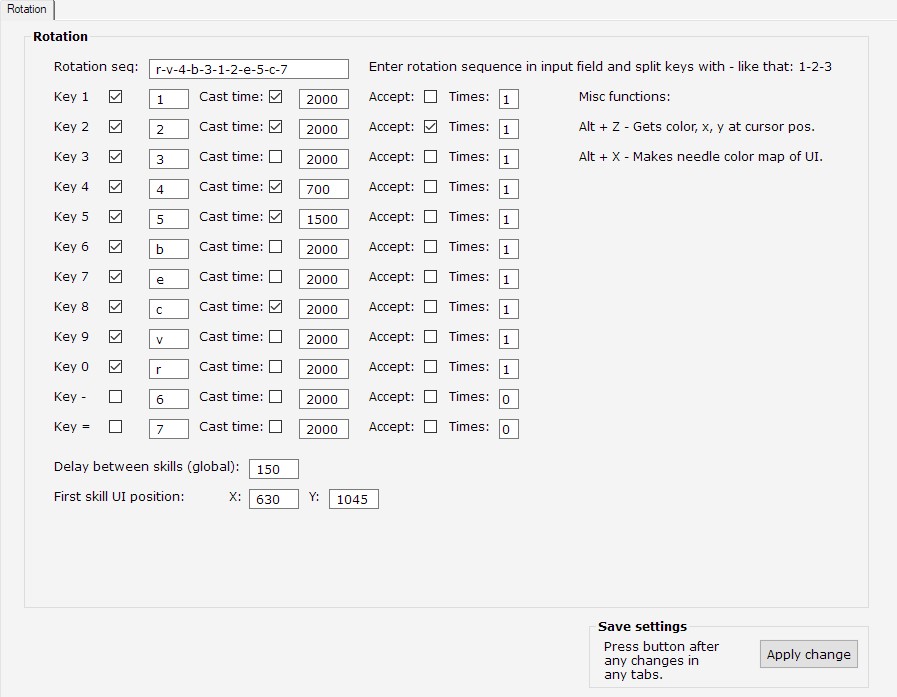 Rotation
Rotation
Rotation seq: r-v-4-b-3-1-2-e-5-c-7 Enter rotation sequence in input field and split keys with - like that: 1-2-3
Key 1 1 Cast time: 2000 Accept: Times: 1 Misc functions:
Key 2 2 Cast time: 2000 Accept: Times: 1 Alt + Z - Gets color, x, y at cursor pos.
Key 3 3 Cast time: 2000 Accept: Times: 1 Alt + X - Makes needle color map of UI.
Key 4 4 Cast time: 700 Accept: Times: 1
Key 5 5 Cast time: 1500 Accept: Times: 1
Key 6 b Cast time: 2000 Accept: Times: 1
Key 7 e Cast time: 2000 Accept: Times: 1
Key 8 c Cast time: 2000 Accept: Times: 1
Key 9 v Cast time: 2000 Accept: Times: 1
Key 0 r Cast time: 2000 Accept: Times: 1
Key - 6 Cast time: 2000 Accept: Times: 0
Key = 7 Cast time: 2000 Accept: Times: 0
Delay between skills (global): 150
First skill UI position: X: 630 Y: 1045
Save settings
Press button after
any changes in
any tabs.
Apply change